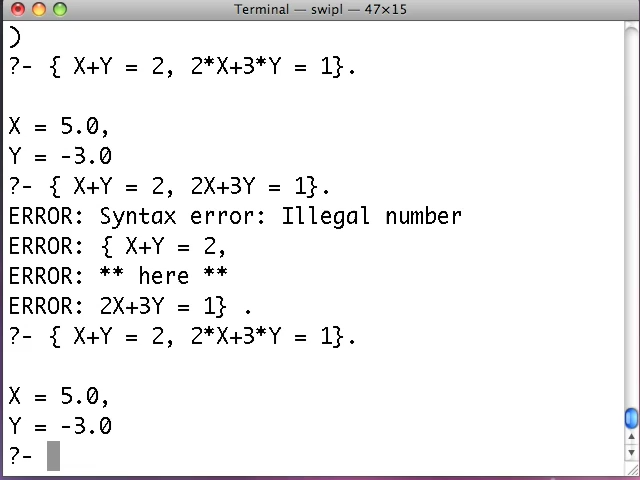 Terminal — swipl — 47×15
)
?- { X+Y = 2, 2*X+3*Y = 1}.
X = 5.0,
Y = -3.0
?- { X+Y = 2, 2X+3Y = 1}.
ERROR: Syntax error: Illegal number
ERROR: { X+Y = 2,
ERROR: ** here **
ERROR: 2X+3Y = 1} .
?- { X+Y = 2, 2*X+3*Y = 1}.
X = 5.0,
Y = -3.0
?-